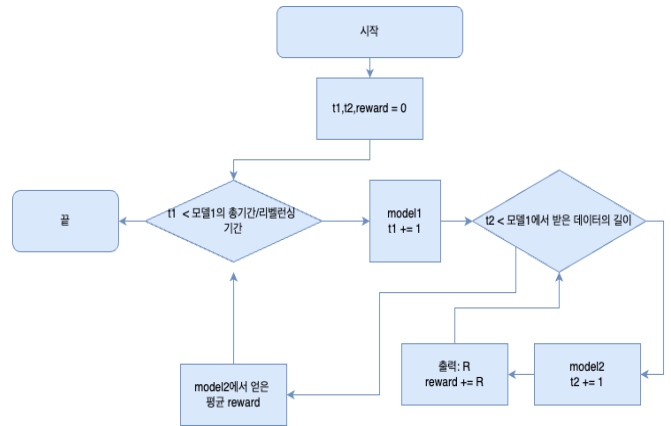 시작
t1,t2,reward = 0
t1 < 모델1의 총기간/리벨런싱
기간
끝
model1
t1 += 1
t2 < 모델1에서 받은 데이터의 길이
model2에서 얻은
평균 reward
출력: R
reward += R
model2
t2 += 1